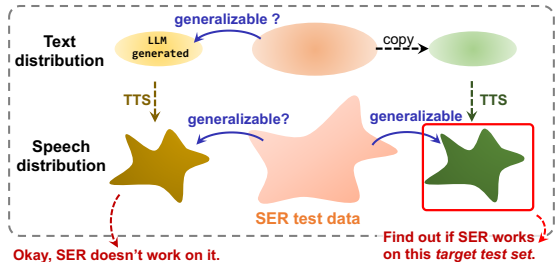 generalizable ?
LLM
generated
Text
distribution
copy
TTS
TTS
generalizable?
generalizable
Speech
distribution
SER test data
Okay, SER doesn't work on it.
Find out if SER works
on this target test set.